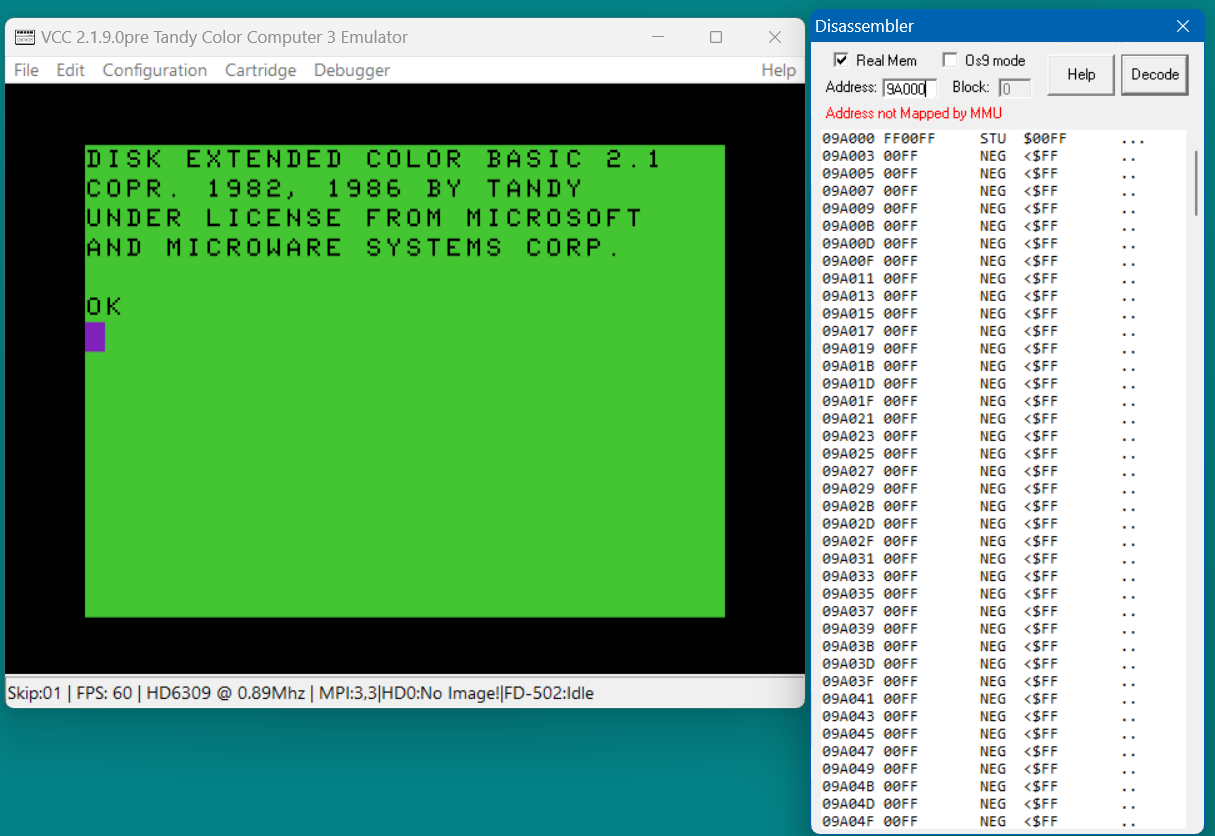 VCC 2.1.9.0pre Tandy Color Computer 3 Emulator
File Edit Configuration Cartridge Debugger Help
DISK EXTENDED COLOR BASIC 2.1
COPR. 1982, 1986 BY TANDY
UNDER LICENSE FROM MICROSOFT
AND MICROWARE SYSTEMS CORP.
OK
Skip:01 | FPS: 60 | HD6309 @ 0.89Mhz | MPI:3,3|HD0:No Image!|FD-502:Idle
Disassembler
Real Mem Os9 mode
Address: 9A000 Block: 0
Help Decode
Address not Mapped by MMU
09A000 FF00FF STU $00FF ...
09A003 00FF NEG <$FF ..
09A005 00FF NEG <$FF ..
09A007 00FF NEG <$FF ..
09A009 00FF NEG <$FF ..
09A00B 00FF NEG <$FF ..
09A00D 00FF NEG <$FF ..
09A00F 00FF NEG <$FF ..
09A011 00FF NEG <$FF ..
09A013 00FF NEG <$FF ..
09A015 00FF NEG <$FF ..
09A017 00FF NEG <$FF ..
09A019 00FF NEG <$FF ..
09A01B 00FF NEG <$FF ..
09A01D 00FF NEG <$FF ..
09A01F 00FF NEG <$FF ..
09A021 00FF NEG <$FF ..
09A023 00FF NEG <$FF ..
09A025 00FF NEG <$FF ..
09A027 00FF NEG <$FF ..
09A029 00FF NEG <$FF ..
09A02B 00FF NEG <$FF ..
09A02D 00FF NEG <$FF ..
09A02F 00FF NEG <$FF ..
09A031 00FF NEG <$FF ..
09A033 00FF NEG <$FF ..
09A035 00FF NEG <$FF ..
09A037 00FF NEG <$FF ..
09A039 00FF NEG <$FF ..
09A03B 00FF NEG <$FF ..
09A03D 00FF NEG <$FF ..
09A03F 00FF NEG <$FF ..
09A041 00FF NEG <$FF ..
09A043 00FF NEG <$FF ..
09A045 00FF NEG <$FF ..
09A047 00FF NEG <$FF ..
09A049 00FF NEG <$FF ..
09A04B 00FF NEG <$FF ..
09A04D 00FF NEG <$FF ..
09A04F 00FF NEG <$FF ..